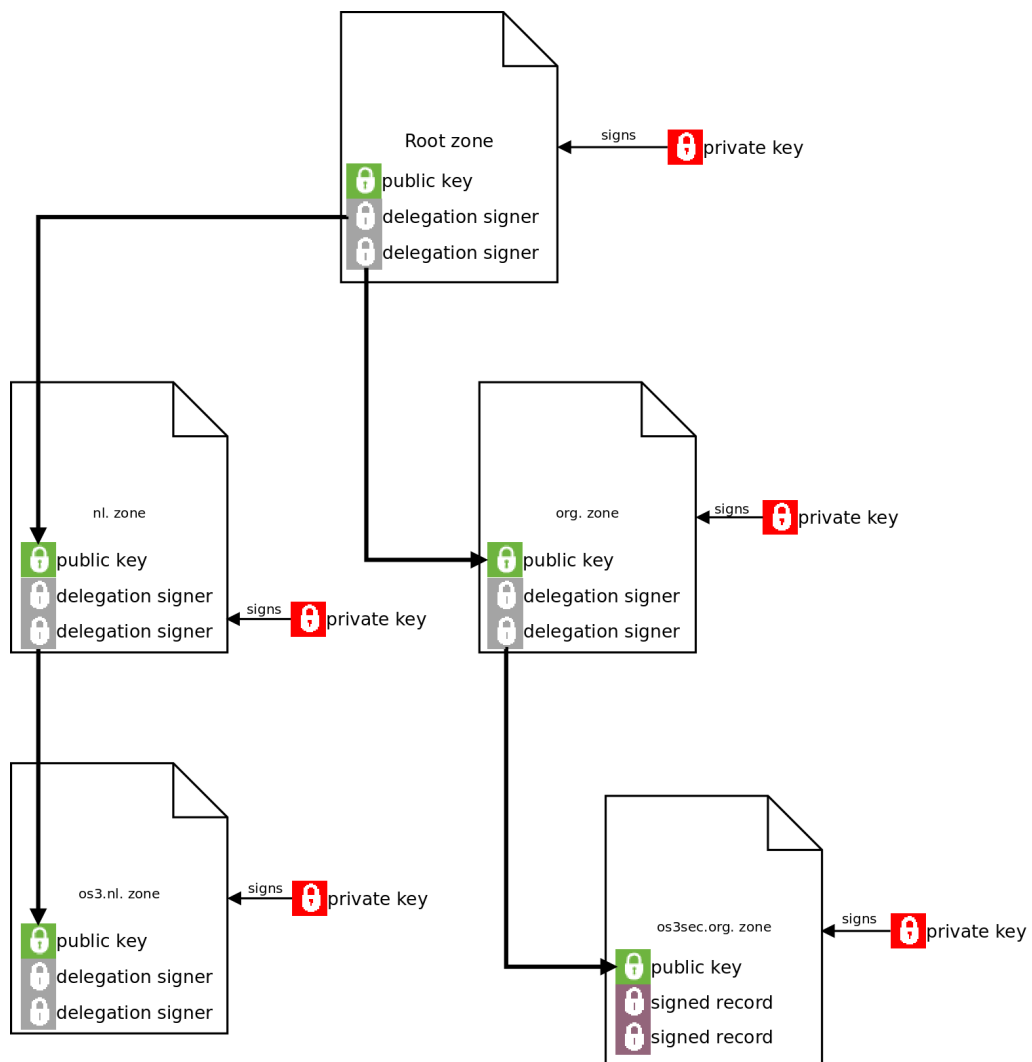 Root zone
signs
private key
public key
delegation signer
delegation signer
nl. zone
public key
delegation signer
delegation signer
signs
private key
org. zone
signs
private key
public key
delegation signer
delegation signer
os3.nl. zone
signs
private key
public key
delegation signer
delegation signer
os3sec.org. zone
signs
private key
public key
signed record
signed record